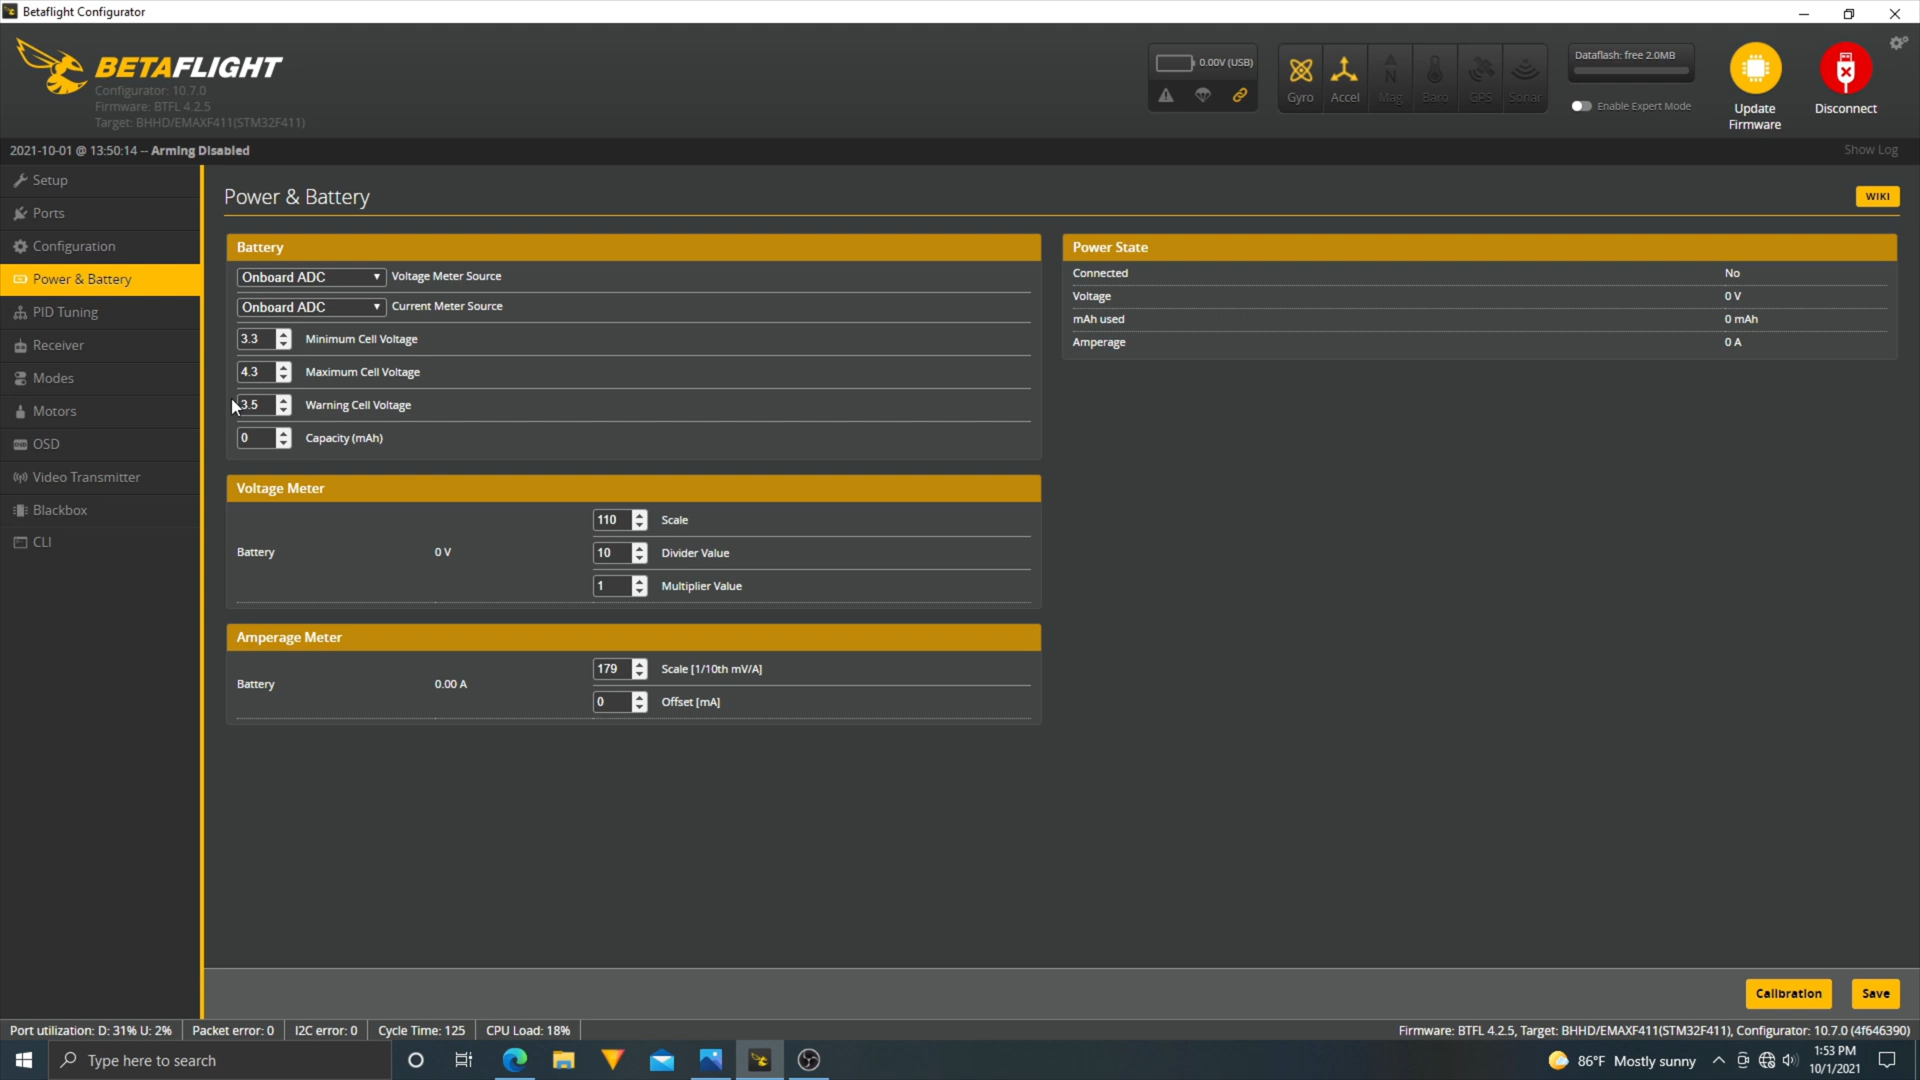 Betaflight Configurator
BETAFLIGHT
Configurator: 10.7.0
Firmware: BTFL 4.2.5
Target: BHHD/EMAXF411(STM32F411)
0.00V (USB)
Gyro
Accel
Mag
Baro
GPS
Sonar
Dataflash: free 2.0MB
Enable Expert Mode
Update
Firmware
Disconnect
2021-10-01 @ 13:50:14 -- Arming Disabled
Show Log
Setup
Ports
Configuration
Power & Battery
PID Tuning
Receiver
Modes
Motors
OSD
Video Transmitter
Blackbox
CLI
Power & Battery
WIKI
Battery
Onboard ADC Voltage Meter Source
Onboard ADC Current Meter Source
3.3 Minimum Cell Voltage
4.3 Maximum Cell Voltage
3.5 Warning Cell Voltage
0 Capacity (mAh)
Power State
Connected No
Voltage 0 V
mAh used 0 mAh
Amperage 0 A
Voltage Meter
Battery 0 V
110 Scale
10 Divider Value
1 Multiplier Value
Amperage Meter
Battery 0.00 A
179 Scale [1/10th mV/A]
0 Offset [mA]
Calibration
Save
Port utilization: D: 31% U: 2% Packet error: 0 I2C error: 0 Cycle Time: 125 CPU Load: 18%
Firmware: BTFL 4.2.5, Target: BHHD/EMAXF411(STM32F411), Configurator: 10.7.0 (4f646390)
Type here to search
86°F Mostly sunny
1:53 PM
10/1/2021